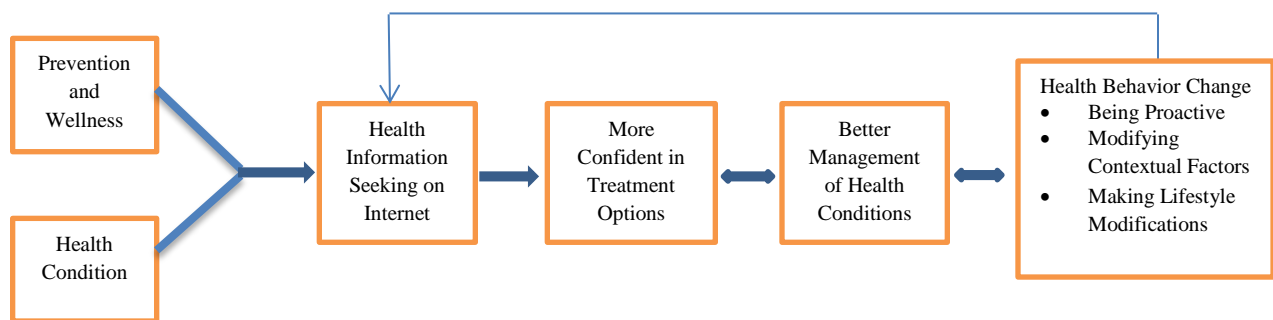 Prevention
and
Wellness
Health
Condition
Health
Information
Seeking on
Internet
More
Confident in
Treatment
Options
Better
Management
of Health
Conditions
Health Behavior Change
• Being Proactive
• Modifying
Contextual Factors
• Making Lifestyle
Modifications